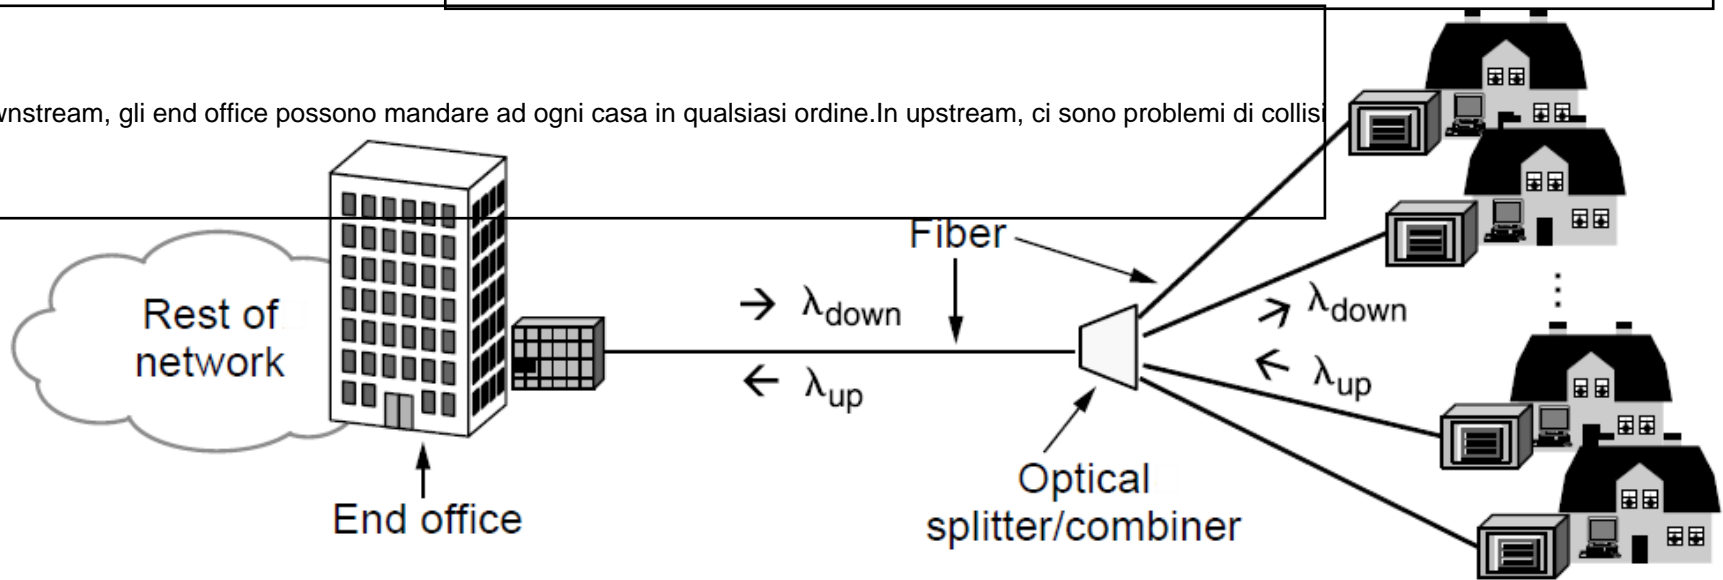 wnstream, gli end office possono mandare ad ogni casa in qualsiasi ordine.In upstream, ci sono problemi di collisi
Fiber
λdown
λdown
Rest of
network
λup
λup
Optical
splitter/combiner
End office